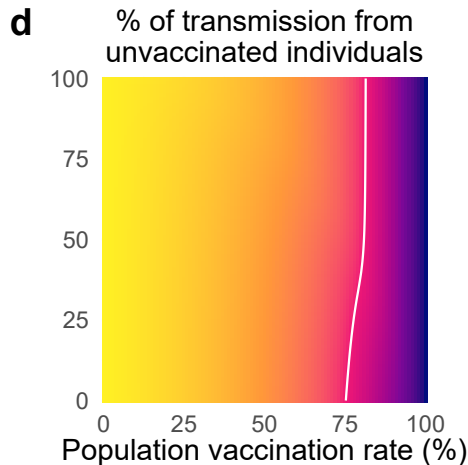 d
% of transmission from
unvaccinated individuals
100
75
50
25
0
0 25 50 75 100
Population vaccination rate (%)